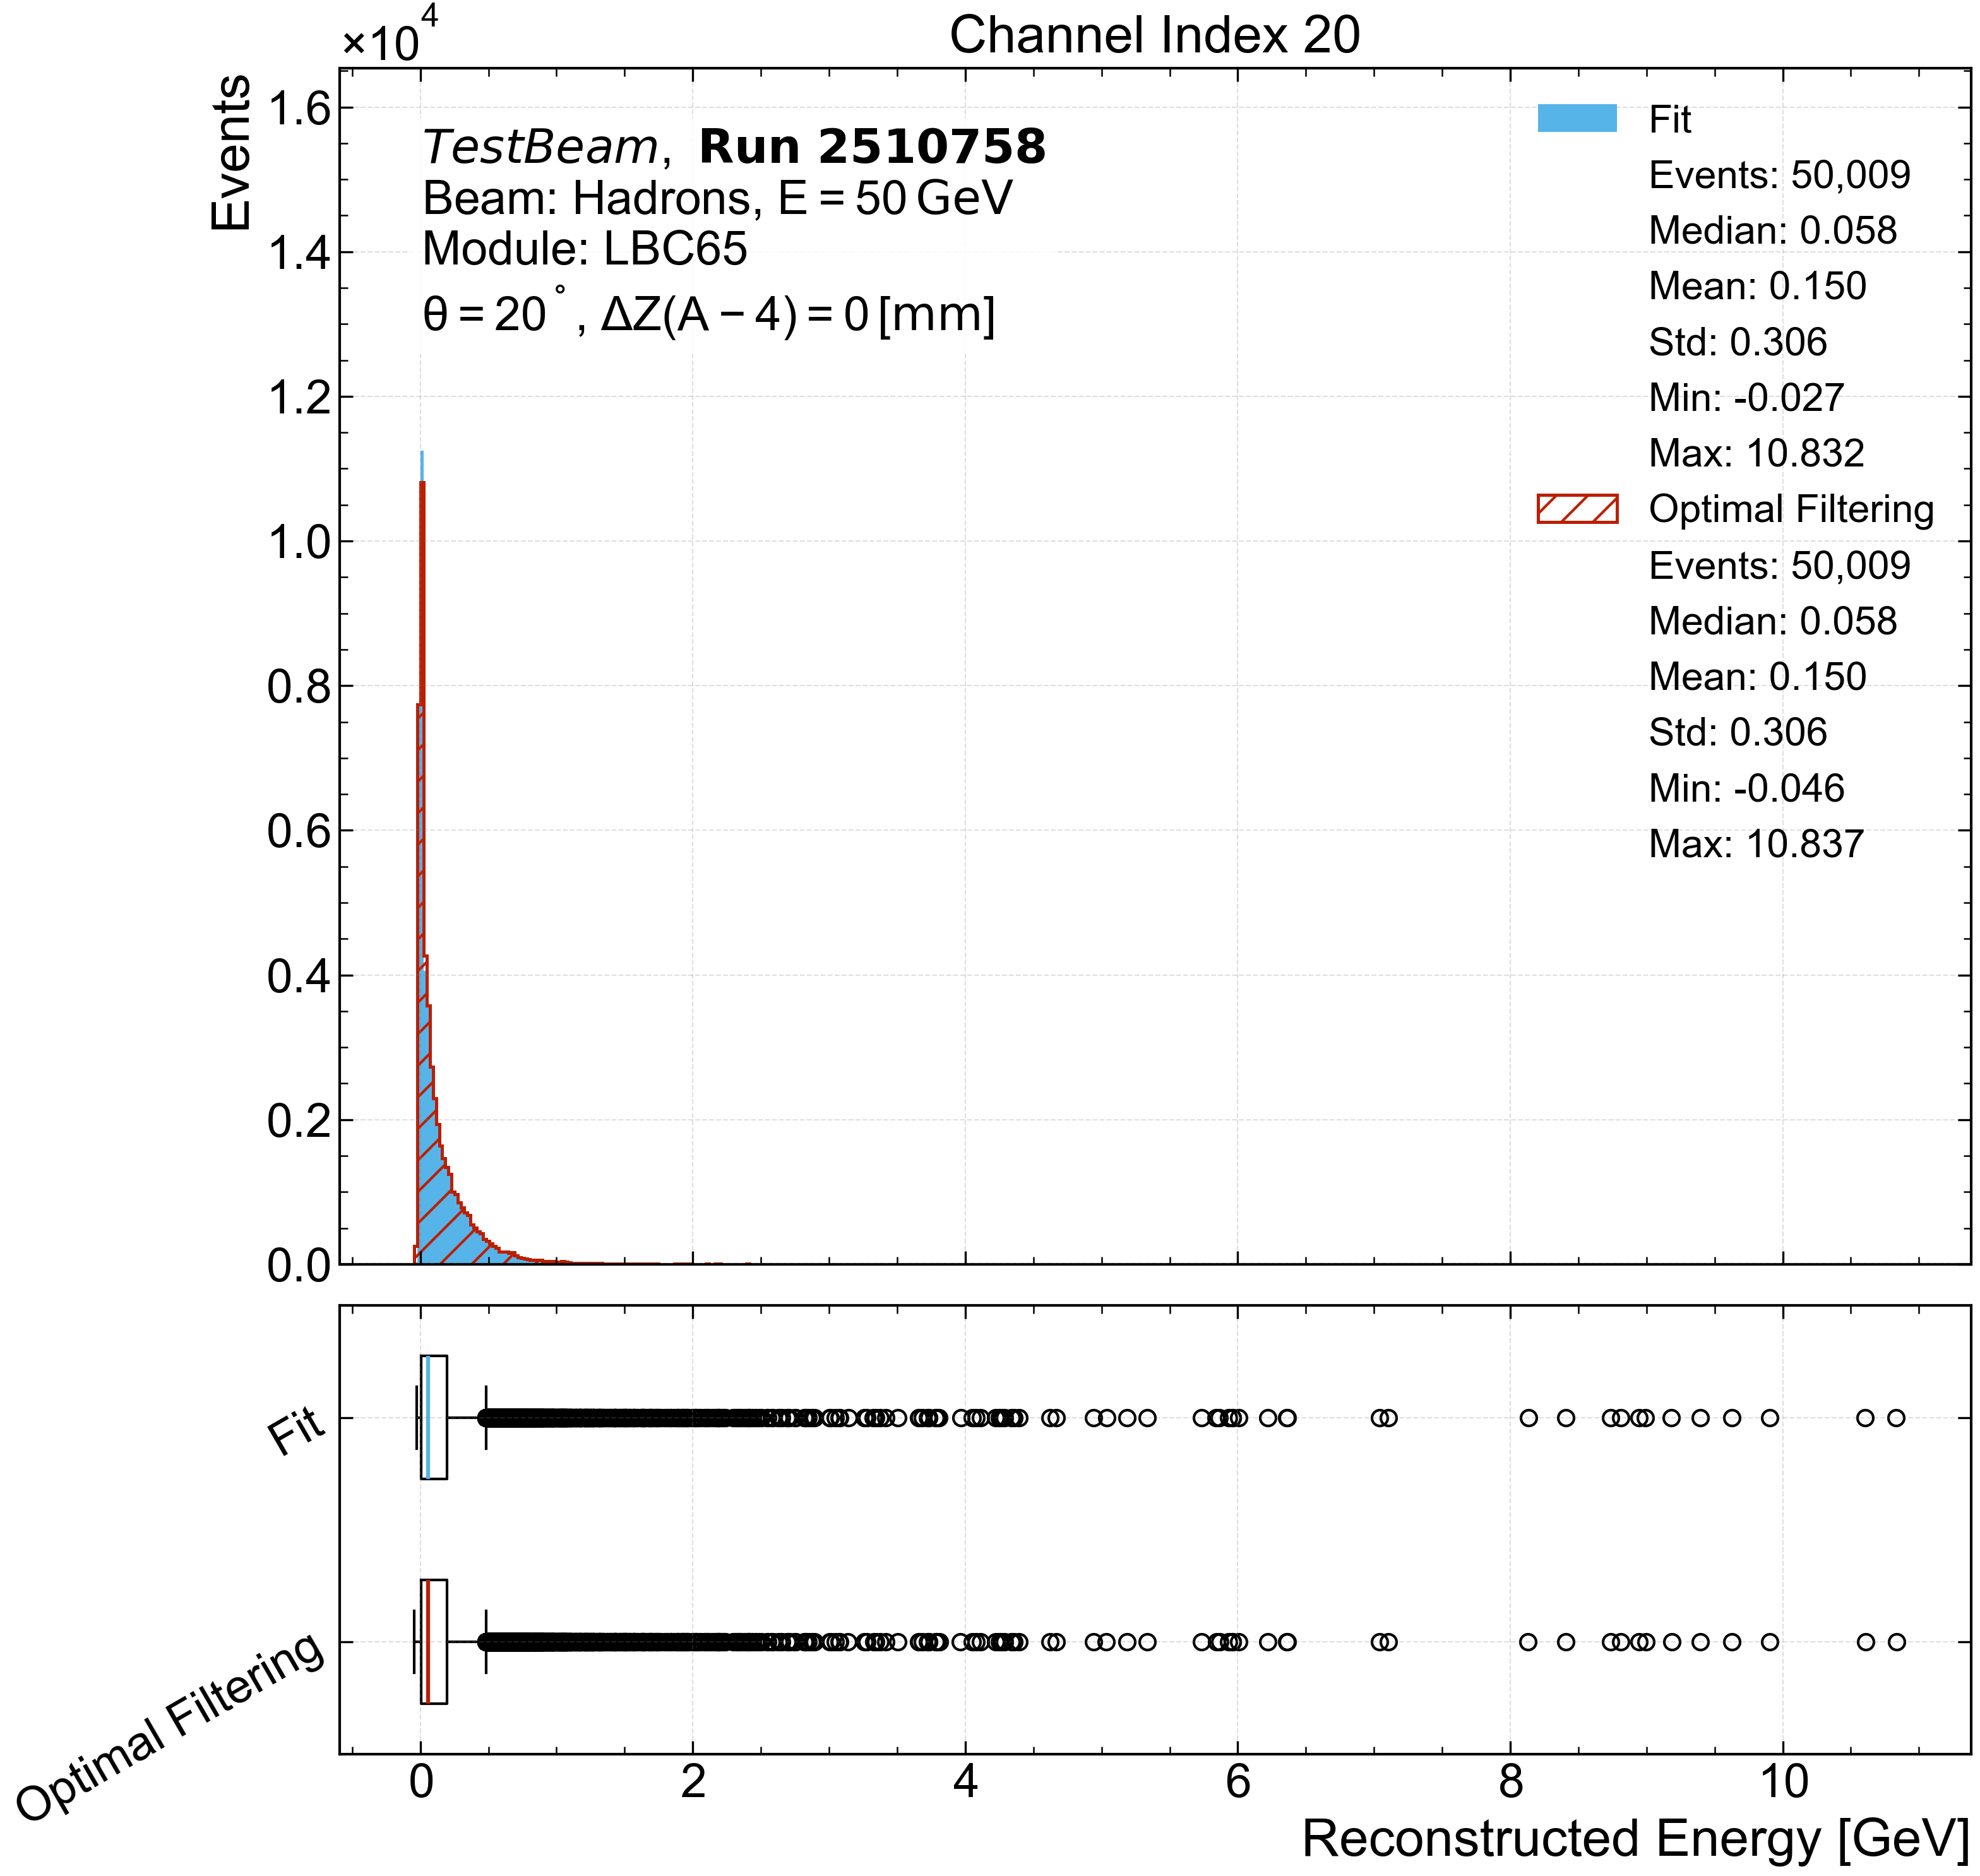 Channel Index 20
×10⁴
Events
1.6
1.4
1.2
1.0
0.8
0.6
0.4
0.2
0.0
TestBeam, Run 2510758
Beam: Hadrons, E = 50 GeV
Module: LBC65
θ = 20°, ΔZ(A − 4) = 0 [mm]
Fit
Events: 50,009
Median: 0.058
Mean: 0.150
Std: 0.306
Min: -0.027
Max: 10.832
Optimal Filtering
Events: 50,009
Median: 0.058
Mean: 0.150
Std: 0.306
Min: -0.046
Max: 10.837
Fit
Optimal Filtering
0 2 4 6 8 10
Reconstructed Energy [GeV]